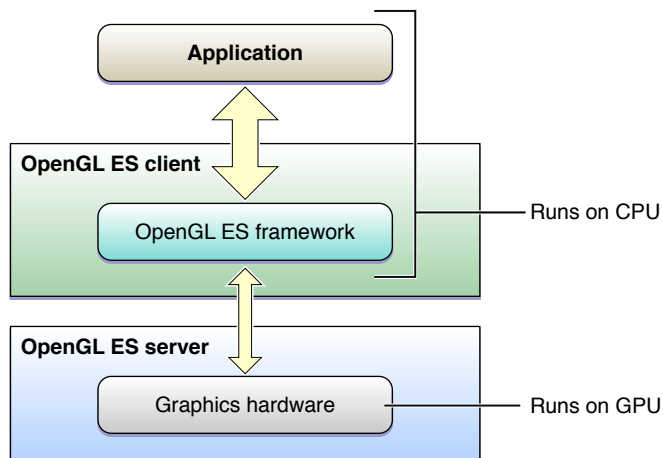 Application
OpenGL ES client
OpenGL ES framework
Runs on CPU
OpenGL ES server
Graphics hardware
Runs on GPU